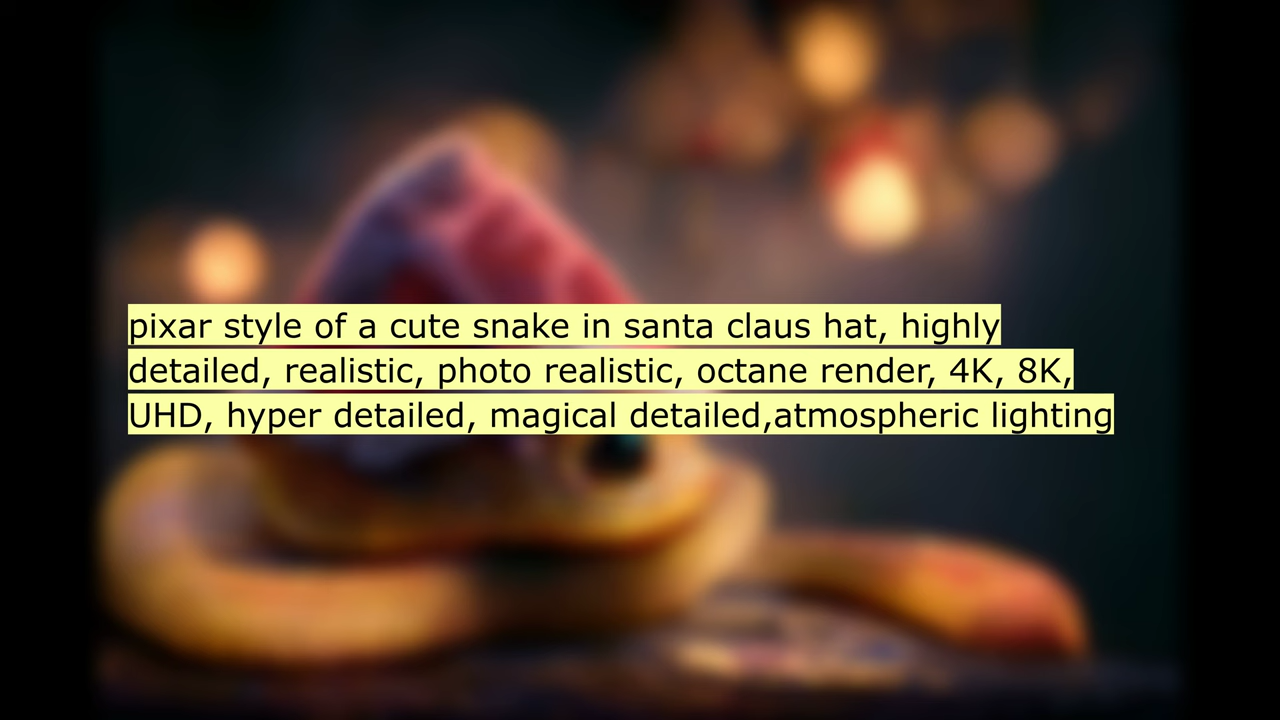 pixar style of a cute snake in santa claus hat, highly
detailed, realistic, photo realistic, octane render, 4K, 8K,
UHD, hyper detailed, magical detailed,atmospheric lighting